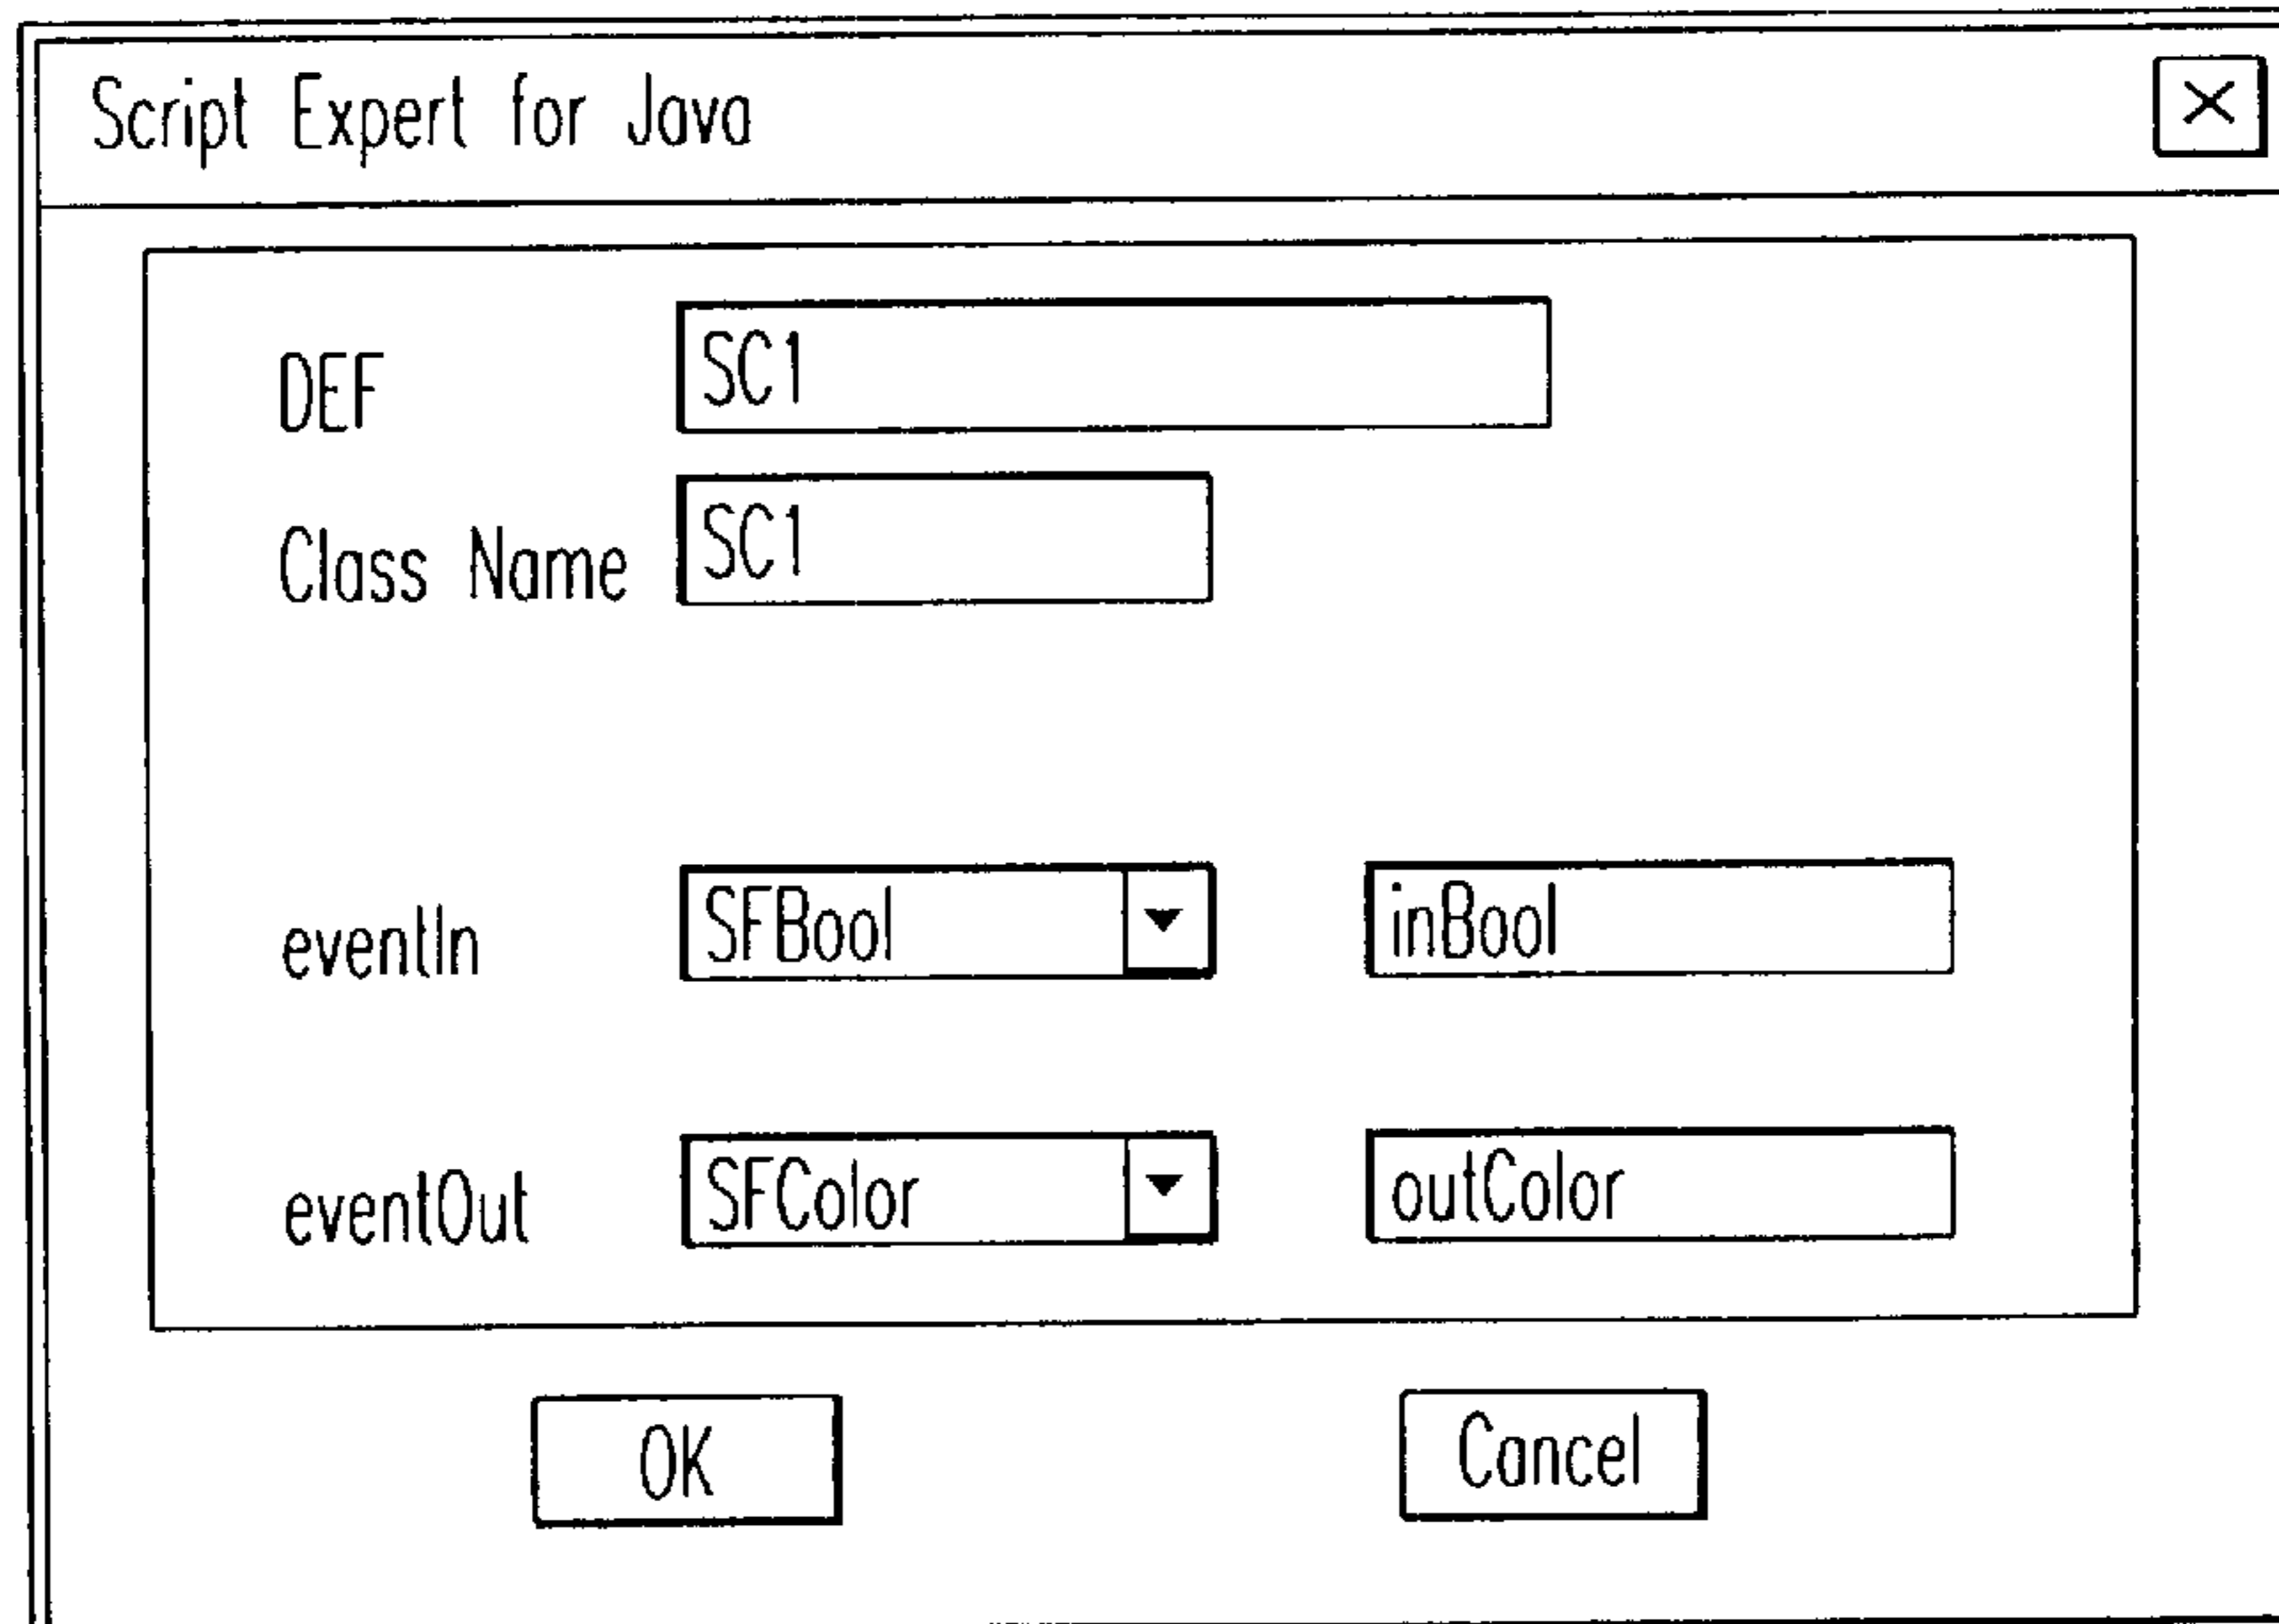 Script Expert for Java
DEF SC1
Class Name SC1
eventIn SFBool inBool
eventOut SFColor outColor
OK Cancel